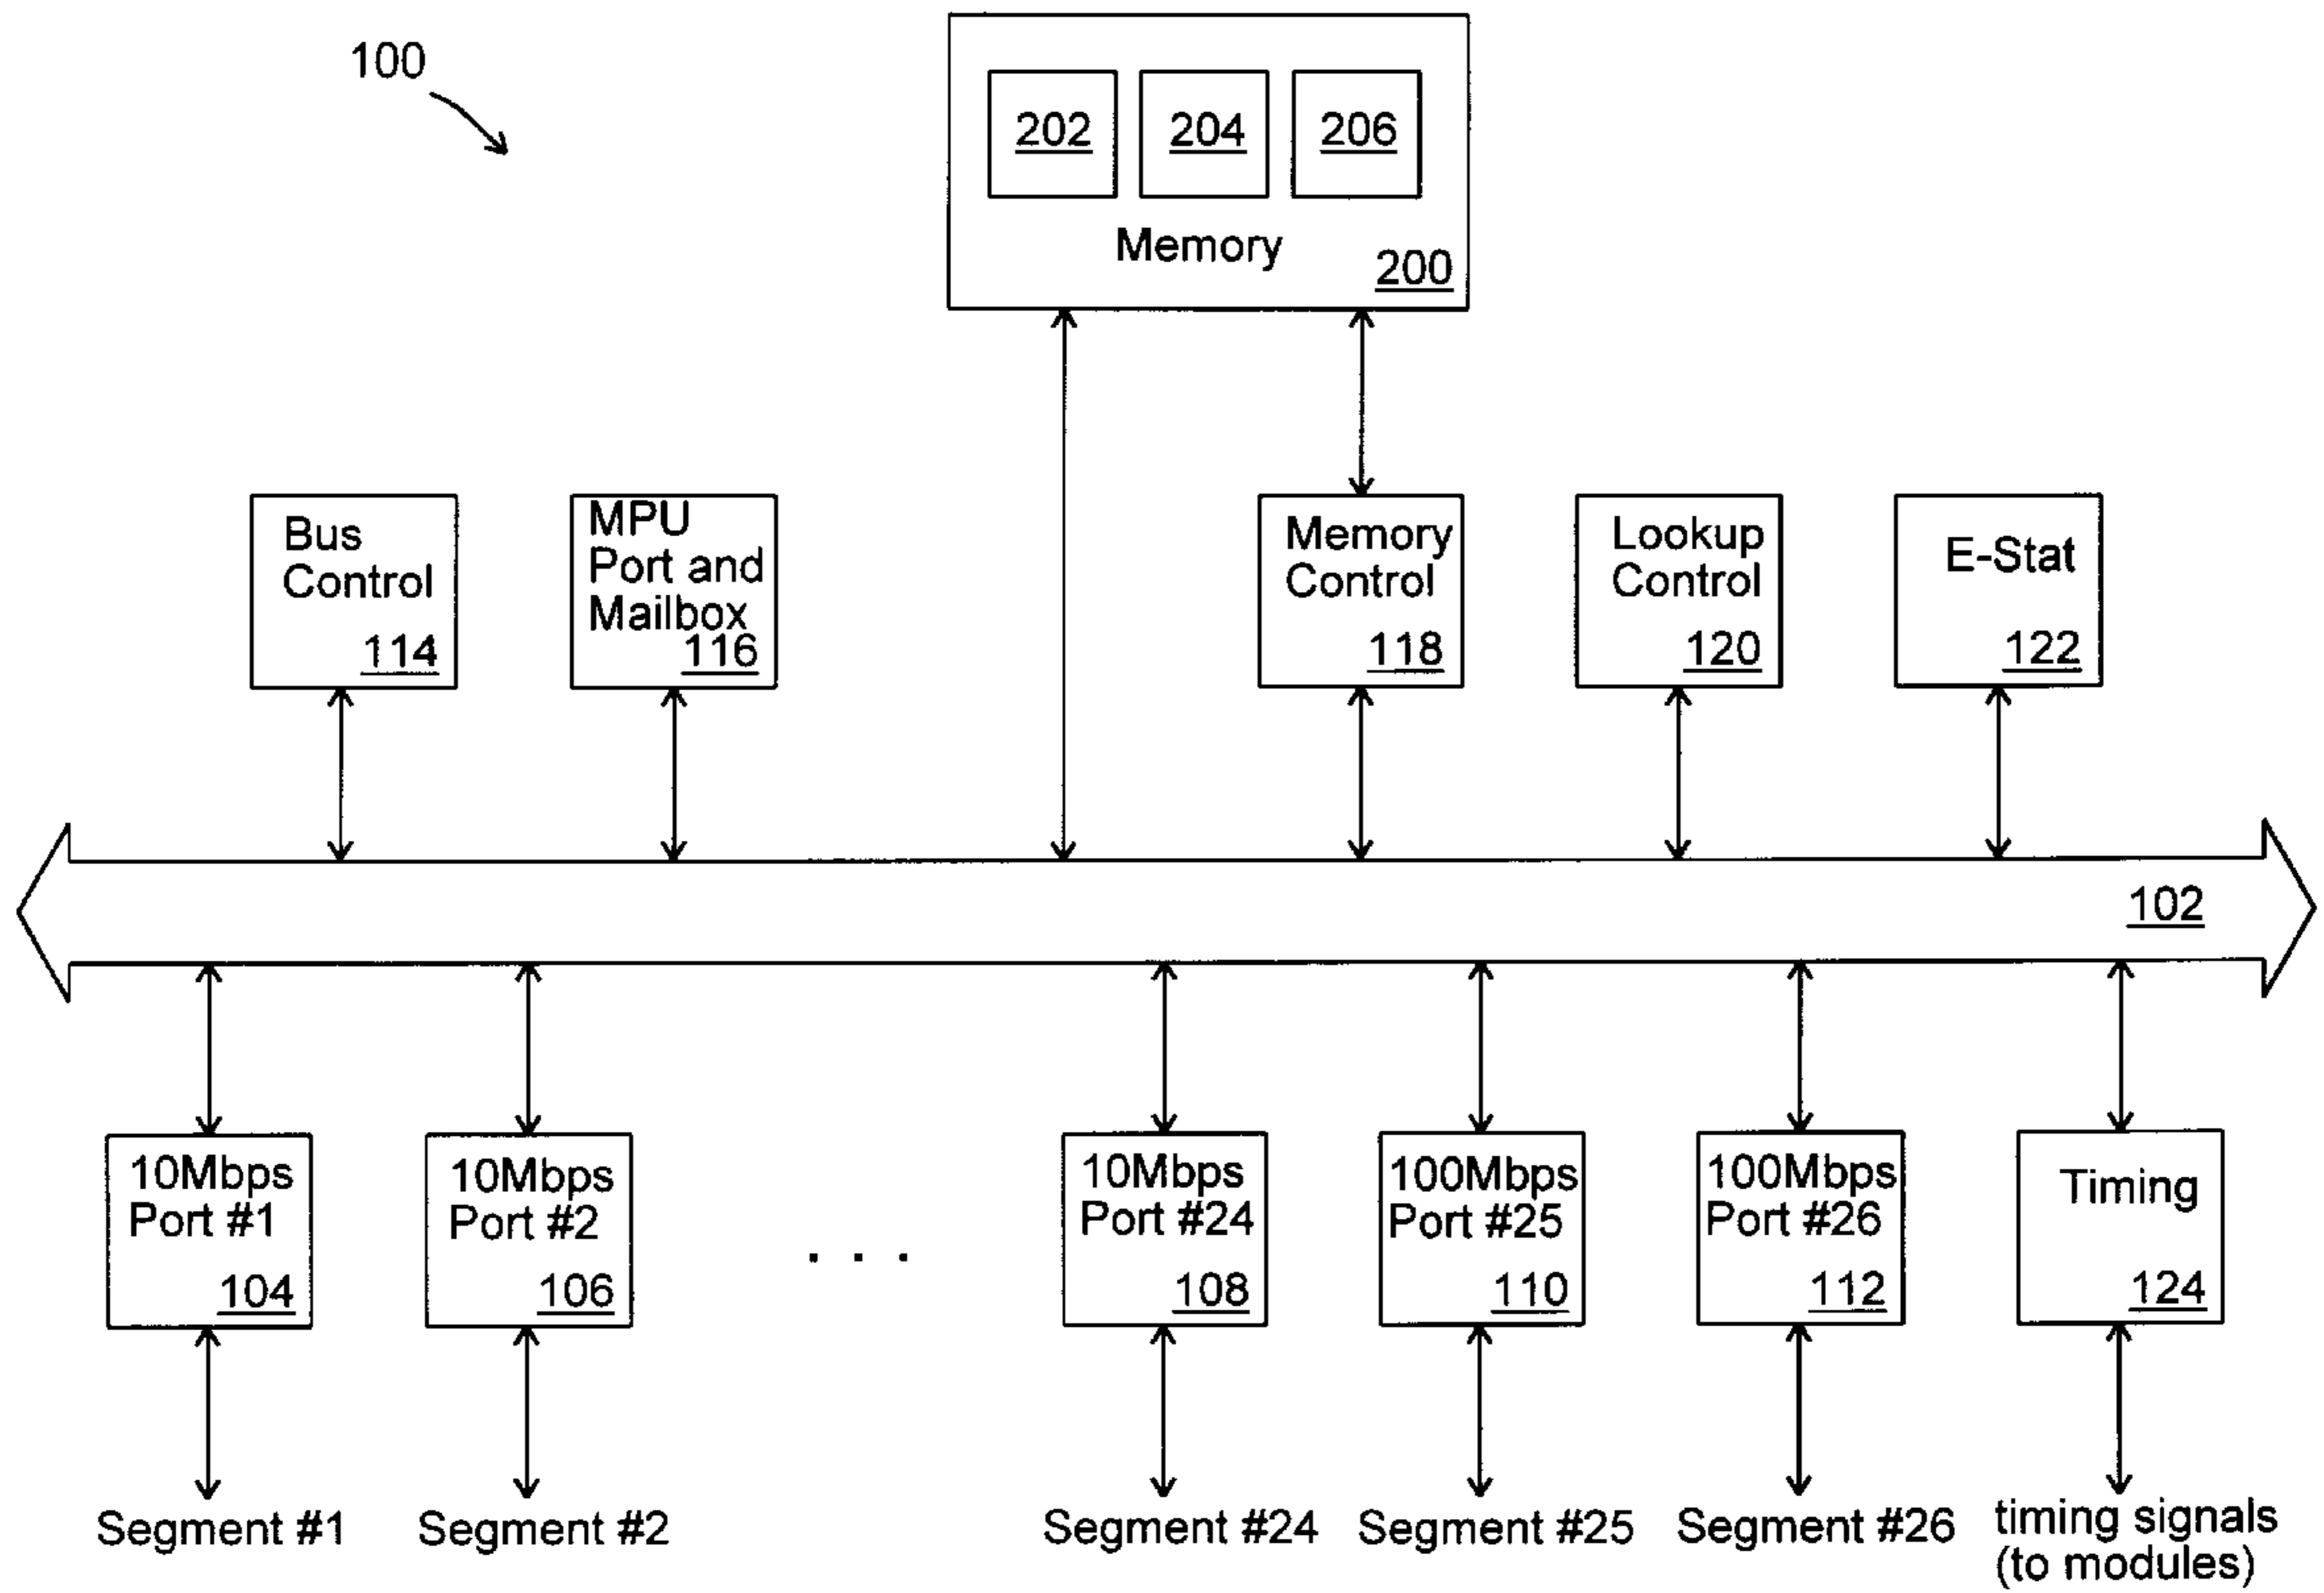 100
202 204 206
Memory
200
Bus
Control
114
MPU
Port and
Mailbox
116
Memory
Control
118
Lookup
Control
120
E-Stat
122
102
10Mbps
Port #1
104
10Mbps
Port #2
106
. . .
10Mbps
Port #24
108
100Mbps
Port #25
110
100Mbps
Port #26
112
Timing
124
Segment #1
Segment #2
Segment #24
Segment #25
Segment #26
timing signals
(to modules)